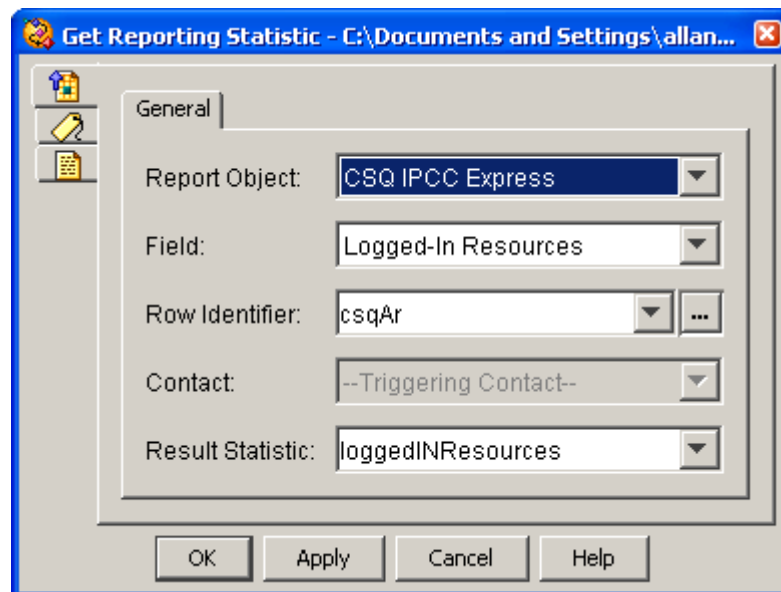 Get Reporting Statistic - C:\Documents and Settings\allan...
General
Report Object: CSQ IPCC Express
Field: Logged-In Resources
Row Identifier: csqAr ...
Contact: --Triggering Contact--
Result Statistic: loggedINResources
OK Apply Cancel Help